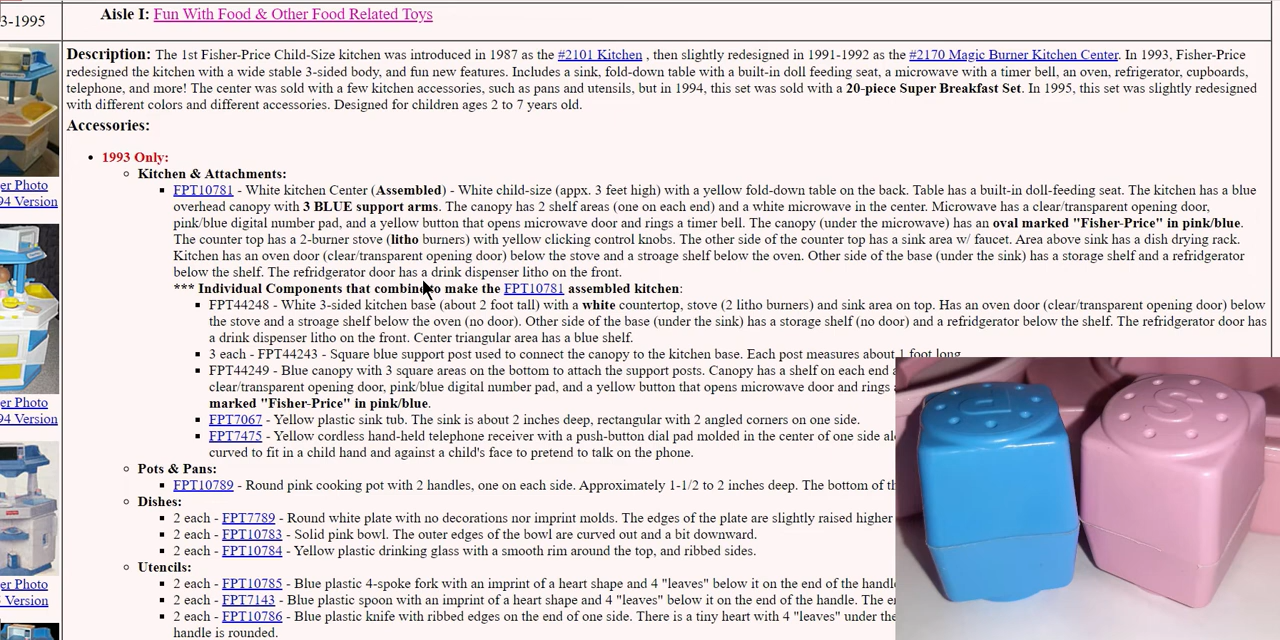 3-1995
Aisle I: Fun With Food & Other Food Related Toys
Description: The 1st Fisher-Price Child-Size kitchen was introduced in 1987 as the #2101 Kitchen , then slightly redesigned in 1991-1992 as the #2170 Magic Burner Kitchen Center. In 1993, Fisher-Price
redesigned the kitchen with a wide stable 3-sided body, and fun new features. Includes a sink, fold-down table with a built-in doll feeding seat, a microwave with a timer bell, an oven, refrigerator, cupboards,
telephone, and more! The center was sold with a few kitchen accessories, such as pans and utensils, but in 1994, this set was sold with a 20-piece Super Breakfast Set. In 1995, this set was slightly redesigned
with different colors and different accessories. Designed for children ages 2 to 7 years old.
Accessories:
1993 Only:
Kitchen & Attachments:
FPT10781 - White kitchen Center (Assembled) - White child-size (appx. 3 feet high) with a yellow fold-down table on the back. Table has a built-in doll-feeding seat. The kitchen has a blue
overhead canopy with 3 BLUE support arms. The canopy has 2 shelf areas (one on each end) and a white microwave in the center. Microwave has a clear/transparent opening door,
pink/blue digital number pad, and a yellow button that opens microwave door and rings a timer bell. The canopy (under the microwave) has an oval marked "Fisher-Price" in pink/blue.
The counter top has a 2-burner stove (litho burners) with yellow clicking control knobs. The other side of the counter top has a sink area w/ faucet. Area above sink has a dish drying rack.
Kitchen has an oven door (clear/transparent opening door) below the stove and a stroage shelf below the oven. Other side of the base (under the sink) has a storage shelf and a refridgerator
below the shelf. The refridgerator door has a drink dispenser litho on the front.
*** Individual Components that combine to make the FPT10781 assembled kitchen:
FPT44248 - White 3-sided kitchen base (about 2 foot tall) with a white countertop, stove (2 litho burners) and sink area on top. Has an oven door (clear/transparent opening door) below
the stove and a stroage shelf below the oven (no door). Other side of the base (under the sink) has a storage shelf (no door) and a refridgerator below the shelf. The refridgerator door has
a drink dispenser litho on the front. Center triangular area has a blue shelf.
3 each - FPT44243 - Square blue support post used to connect the canopy to the kitchen base. Each post measures about 1 foot long
FPT44249 - Blue canopy with 3 square areas on the bottom to attach the support posts. Canopy has a shelf on each end a
clear/transparent opening door, pink/blue digital number pad, and a yellow button that opens microwave door and rings
marked "Fisher-Price" in pink/blue.
FPT7067 - Yellow plastic sink tub. The sink is about 2 inches deep, rectangular with 2 angled corners on one side.
FPT7475 - Yellow cordless hand-held telephone receiver with a push-button dial pad molded in the center of one side al
curved to fit in a child hand and against a child's face to pretend to talk on the phone.
Pots & Pans:
FPT10789 - Round pink cooking pot with 2 handles, one on each side. Approximately 1-1/2 to 2 inches deep. The bottom of th
Dishes:
2 each - FPT7789 - Round white plate with no decorations nor imprint molds. The edges of the plate are slightly raised higher
2 each - FPT10783 - Solid pink bowl. The outer edges of the bowl are curved out and a bit downward.
2 each - FPT10784 - Yellow plastic drinking glass with a smooth rim around the top, and ribbed sides.
Utencils:
2 each - FPT10785 - Blue plastic 4-spoke fork with an imprint of a heart shape and 4 "leaves" below it on the end of the handl
2 each - FPT7143 - Blue plastic spoon with an imprint of a heart shape and 4 "leaves" below it on the end of the handle. The e
2 each - FPT10786 - Blue plastic knife with ribbed edges on the end of one side. There is a tiny heart with 4 "leaves" under the
handle is rounded.
er Photo
94 Version
er Photo
94 Version
er Photo
5 Version
P
S